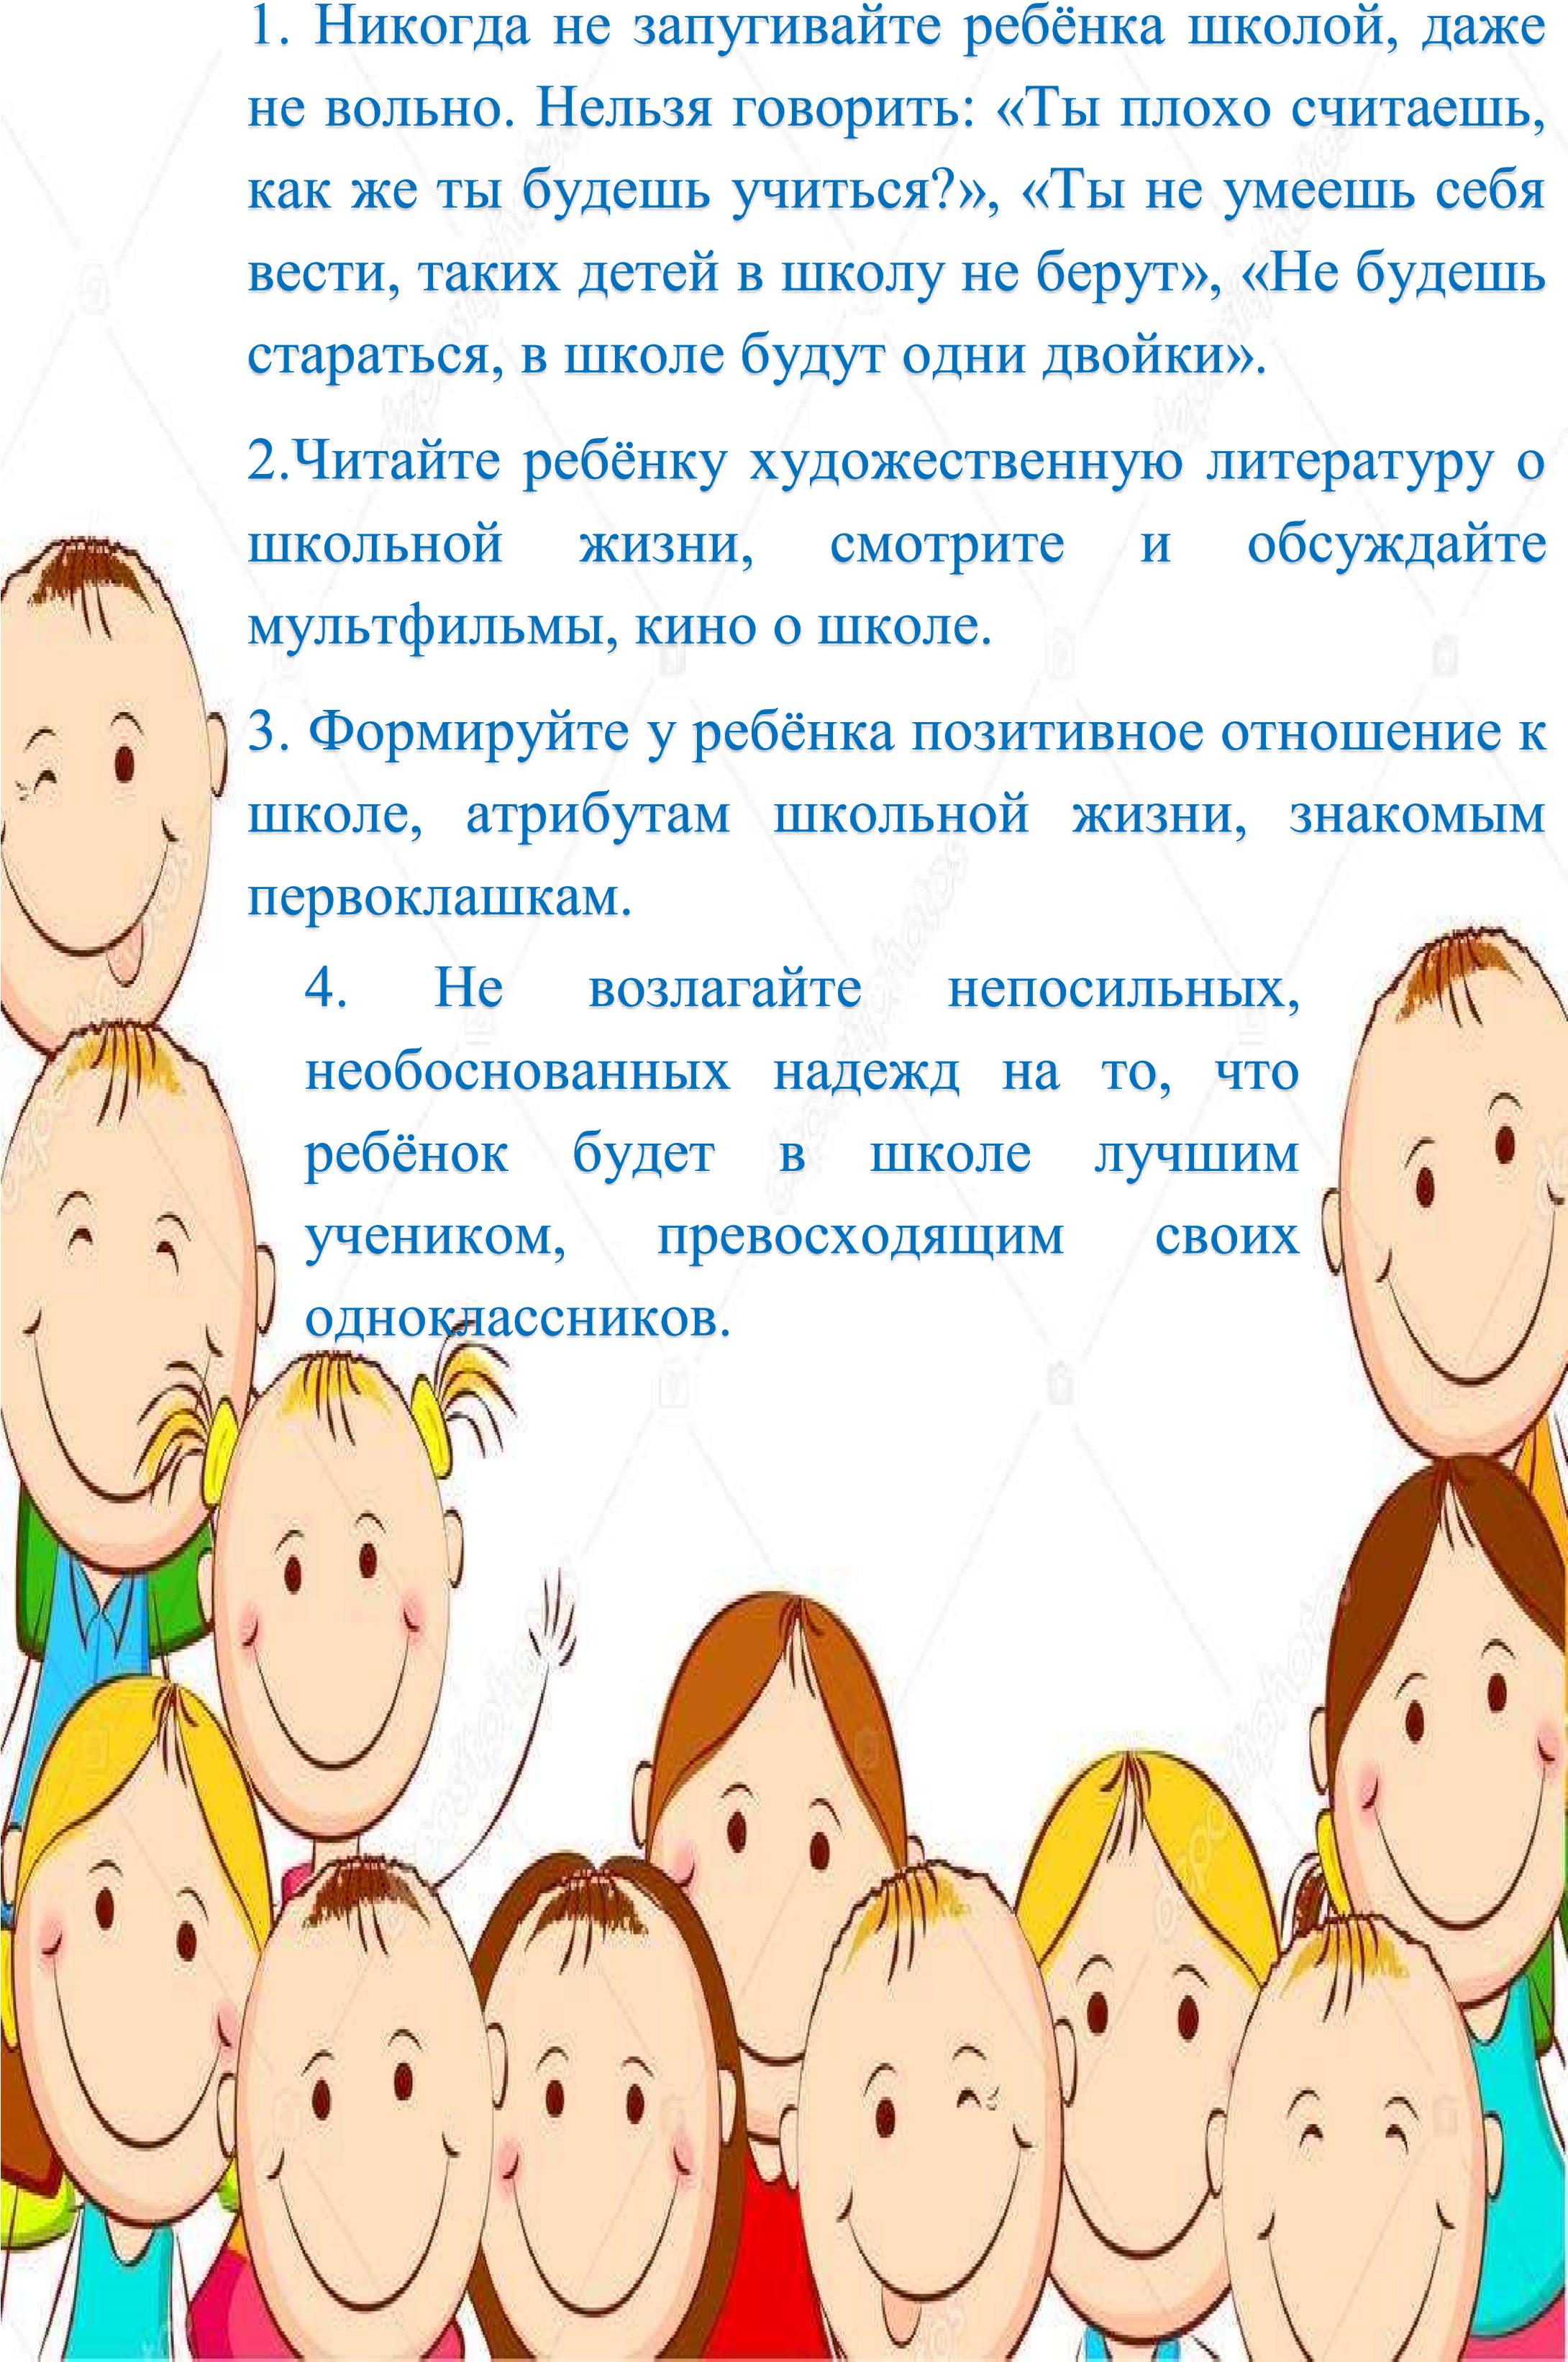 1. Никогда не запугивайте ребёнка школой, даже
не вольно. Нельзя говорить: «Ты плохо считаешь,
как же ты будешь учиться?», «Ты не умеешь себя
вести, таких детей в школу не берут», «Не будешь
стараться, в школе будут одни двойки».
2.Читайте ребёнку художественную литературу о
школьной жизни, смотрите и обсуждайте
мультфильмы, кино о школе.
3. Формируйте у ребёнка позитивное отношение к
школе, атрибутам школьной жизни, знакомым
первоклашкам.
4. Не возлагайте непосильных,
необоснованных надежд на то, что
ребёнок будет в школе лучшим
учеником, превосходящим своих
одноклассников.